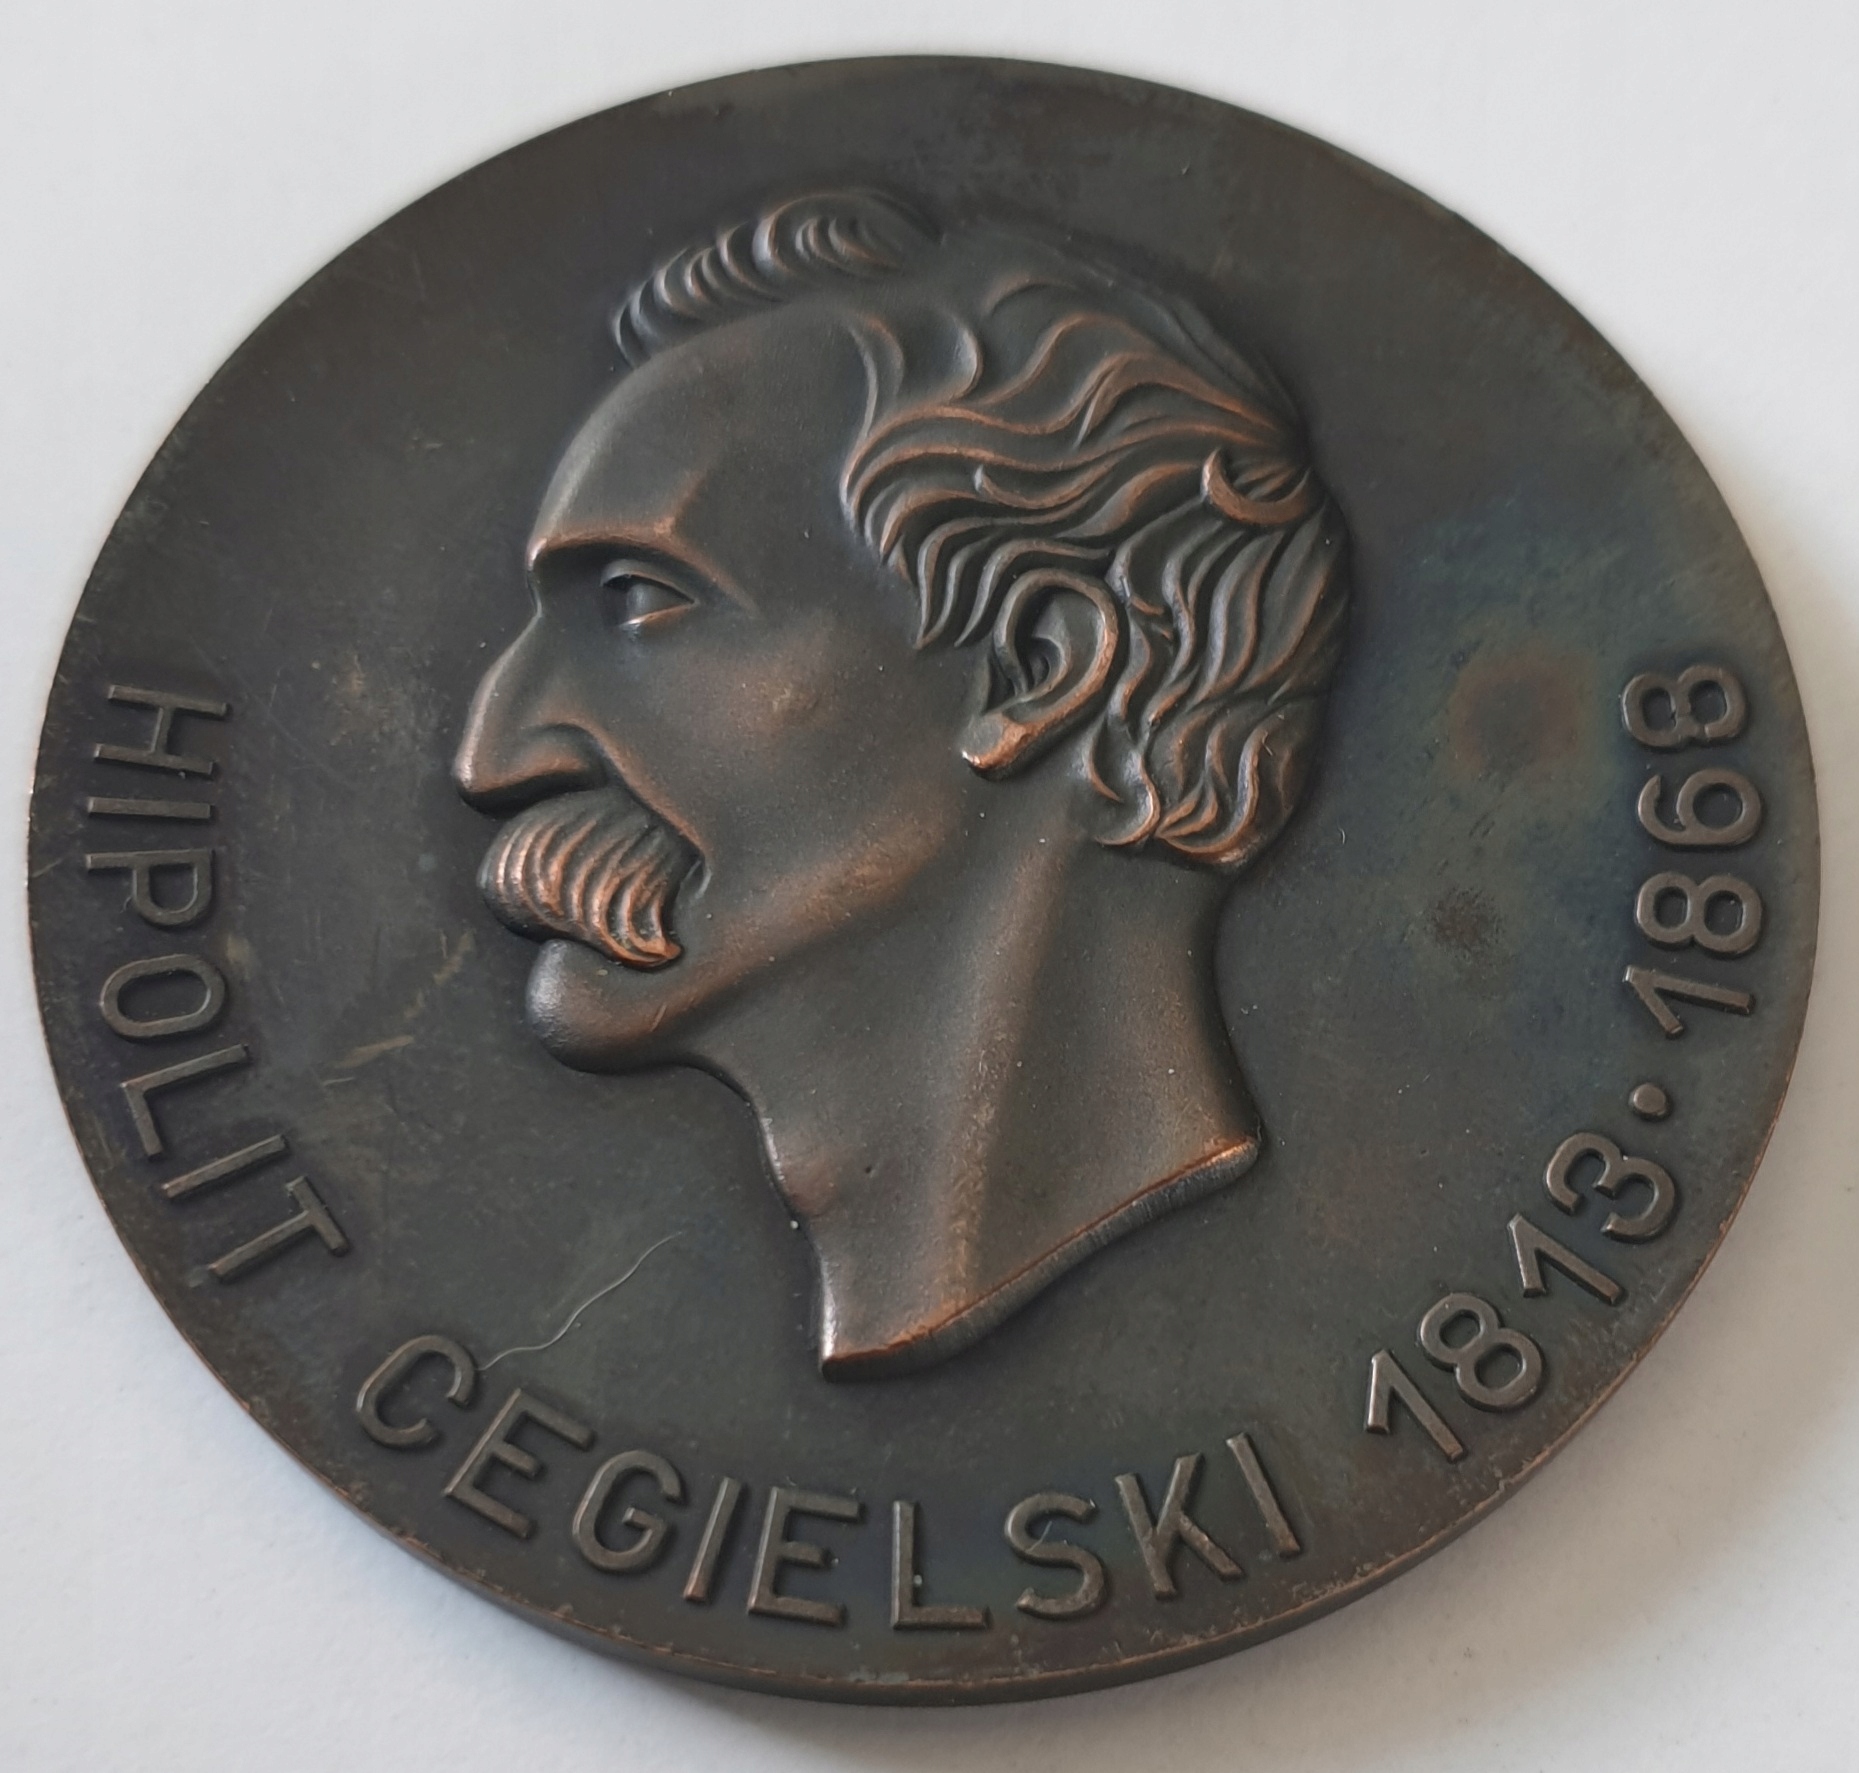 HIPOLIT CEGIELSKI 1813 · 1868